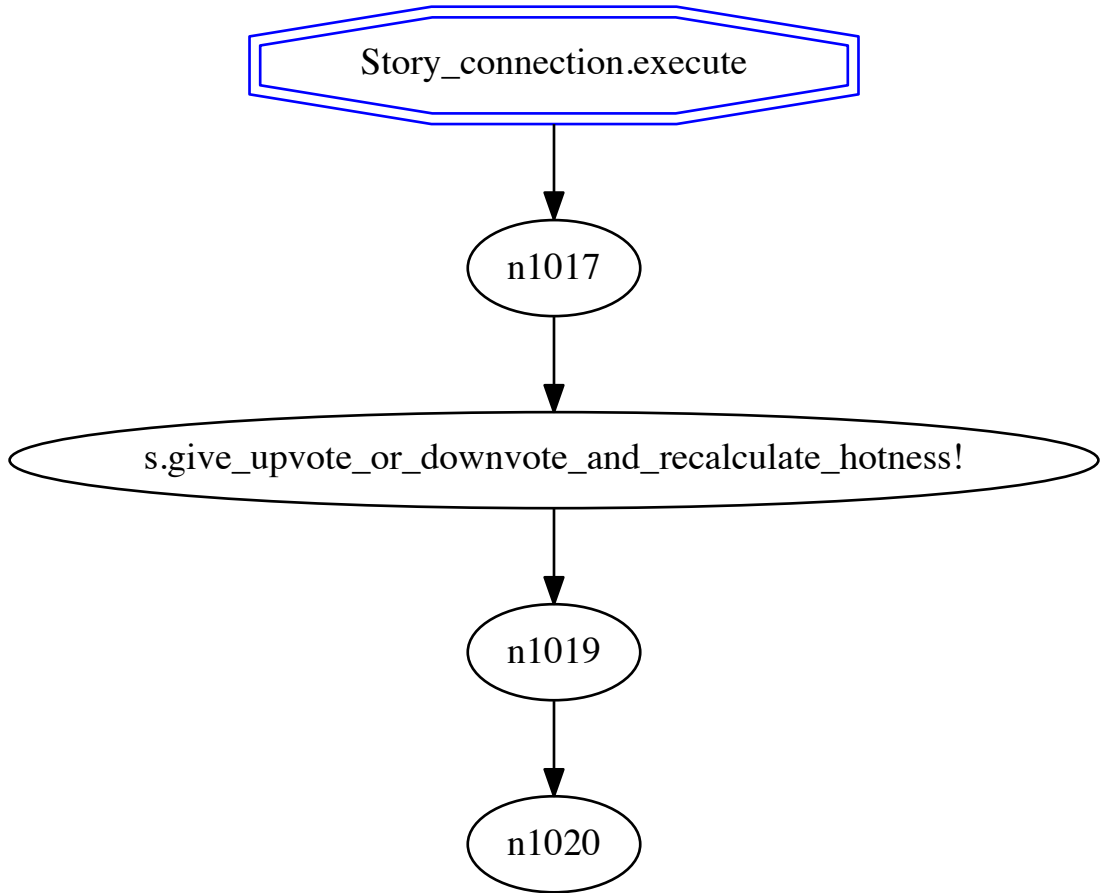 Story_connection.execute
n1017
s.give_upvote_or_downvote_and_recalculate_hotness!
n1019
n1020